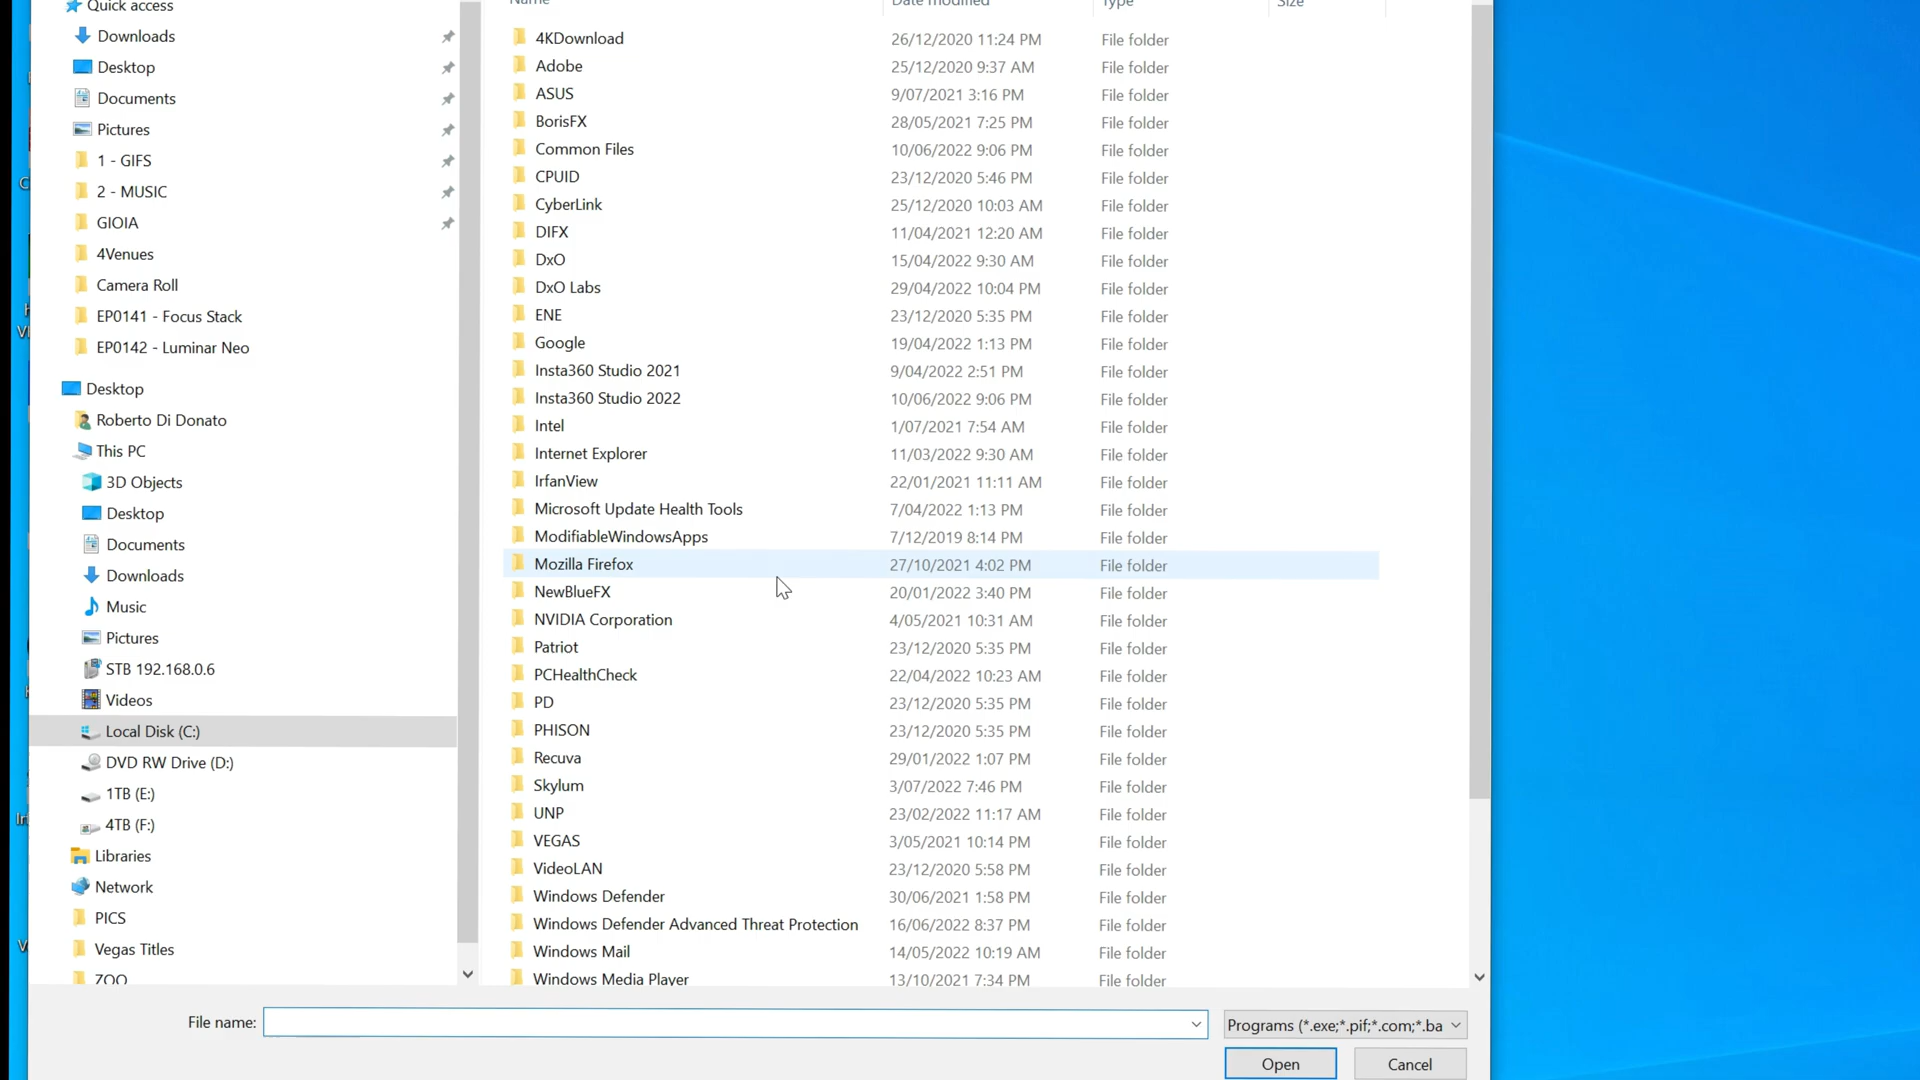 Quick access
Name Date modified Type Size
Downloads
Desktop
Documents
Pictures
1 - GIFS
2 - MUSIC
GIOIA
4Venues
Camera Roll
EP0141 - Focus Stack
EP0142 - Luminar Neo
Desktop
Roberto Di Donato
This PC
3D Objects
Desktop
Documents
Downloads
Music
Pictures
STB 192.168.0.6
Videos
Local Disk (C:)
DVD RW Drive (D:)
1TB (E:)
4TB (F:)
Libraries
Network
PICS
Vegas Titles
ZOO
4KDownload 26/12/2020 11:24 PM File folder
Adobe 25/12/2020 9:37 AM File folder
ASUS 9/07/2021 3:16 PM File folder
BorisFX 28/05/2021 7:25 PM File folder
Common Files 10/06/2022 9:06 PM File folder
CPUID 23/12/2020 5:46 PM File folder
CyberLink 25/12/2020 10:03 AM File folder
DIFX 11/04/2021 12:20 AM File folder
DxO 15/04/2022 9:30 AM File folder
DxO Labs 29/04/2022 10:04 PM File folder
ENE 23/12/2020 5:35 PM File folder
Google 19/04/2022 1:13 PM File folder
Insta360 Studio 2021 9/04/2022 2:51 PM File folder
Insta360 Studio 2022 10/06/2022 9:06 PM File folder
Intel 1/07/2021 7:54 AM File folder
Internet Explorer 11/03/2022 9:30 AM File folder
IrfanView 22/01/2021 11:11 AM File folder
Microsoft Update Health Tools 7/04/2022 1:13 PM File folder
ModifiableWindowsApps 7/12/2019 8:14 PM File folder
Mozilla Firefox 27/10/2021 4:02 PM File folder
NewBlueFX 20/01/2022 3:40 PM File folder
NVIDIA Corporation 4/05/2021 10:31 AM File folder
Patriot 23/12/2020 5:35 PM File folder
PCHealthCheck 22/04/2022 10:23 AM File folder
PD 23/12/2020 5:35 PM File folder
PHISON 23/12/2020 5:35 PM File folder
Recuva 29/01/2022 1:07 PM File folder
Skylum 3/07/2022 7:46 PM File folder
UNP 23/02/2022 11:17 AM File folder
VEGAS 3/05/2021 10:14 PM File folder
VideoLAN 23/12/2020 5:58 PM File folder
Windows Defender 30/06/2021 1:58 PM File folder
Windows Defender Advanced Threat Protection 16/06/2022 8:37 PM File folder
Windows Mail 14/05/2022 10:19 AM File folder
Windows Media Player 13/10/2021 7:34 PM File folder
File name: Programs (*.exe;*.pif;*.com;*.ba
Open Cancel